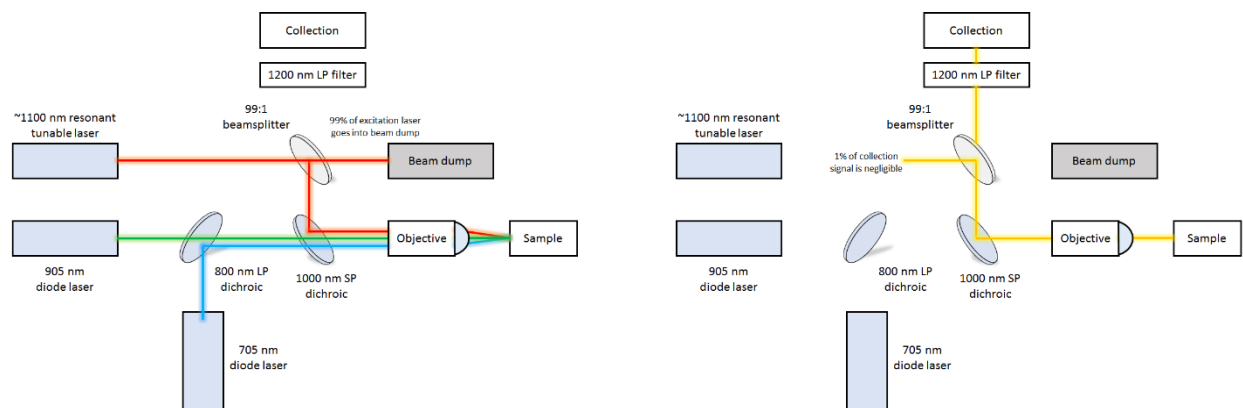 Collection
1200 nm LP filter
~1100 nm resonant
tunable laser
99:1
beamsplitter
99% of excitation laser
goes into beam dump
Beam dump
905 nm
diode laser
800 nm LP
dichroic
1000 nm SP
dichroic
Objective
Sample
705 nm
diode laser
Collection
1200 nm LP filter
~1100 nm resonant
tunable laser
99:1
beamsplitter
1% of collection
signal is negligible
Beam dump
905 nm
diode laser
800 nm LP
dichroic
1000 nm SP
dichroic
Objective
Sample
705 nm
diode laser